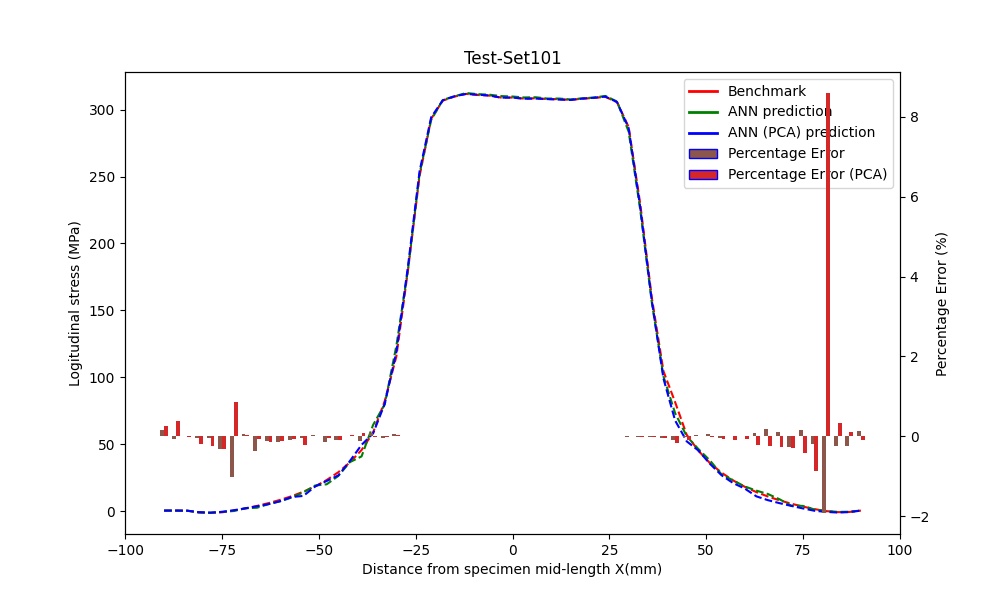 Test-Set101
Benchmark
ANN prediction
ANN (PCA) prediction
Percentage Error
Percentage Error (PCA)
300
250
200
150
100
50
0
Logitudinal stress (MPa)
8
6
4
2
0
−2
Percentage Error (%)
−100 −75 −50 −25 0 25 50 75 100
Distance from specimen mid-length X(mm)